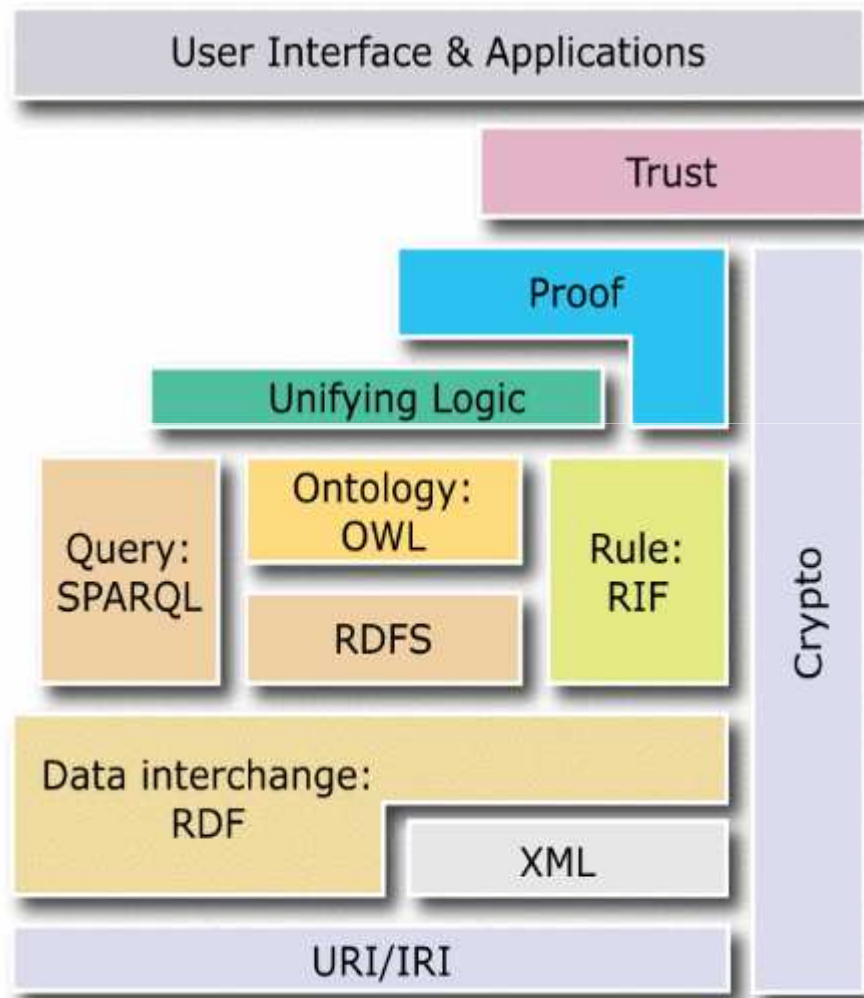 User Interface & Applications
Trust
Proof
Unifying Logic
Query:
SPARQL
Ontology:
OWL
RDFS
Rule:
RIF
Crypto
Data interchange:
RDF
XML
URI/IRI